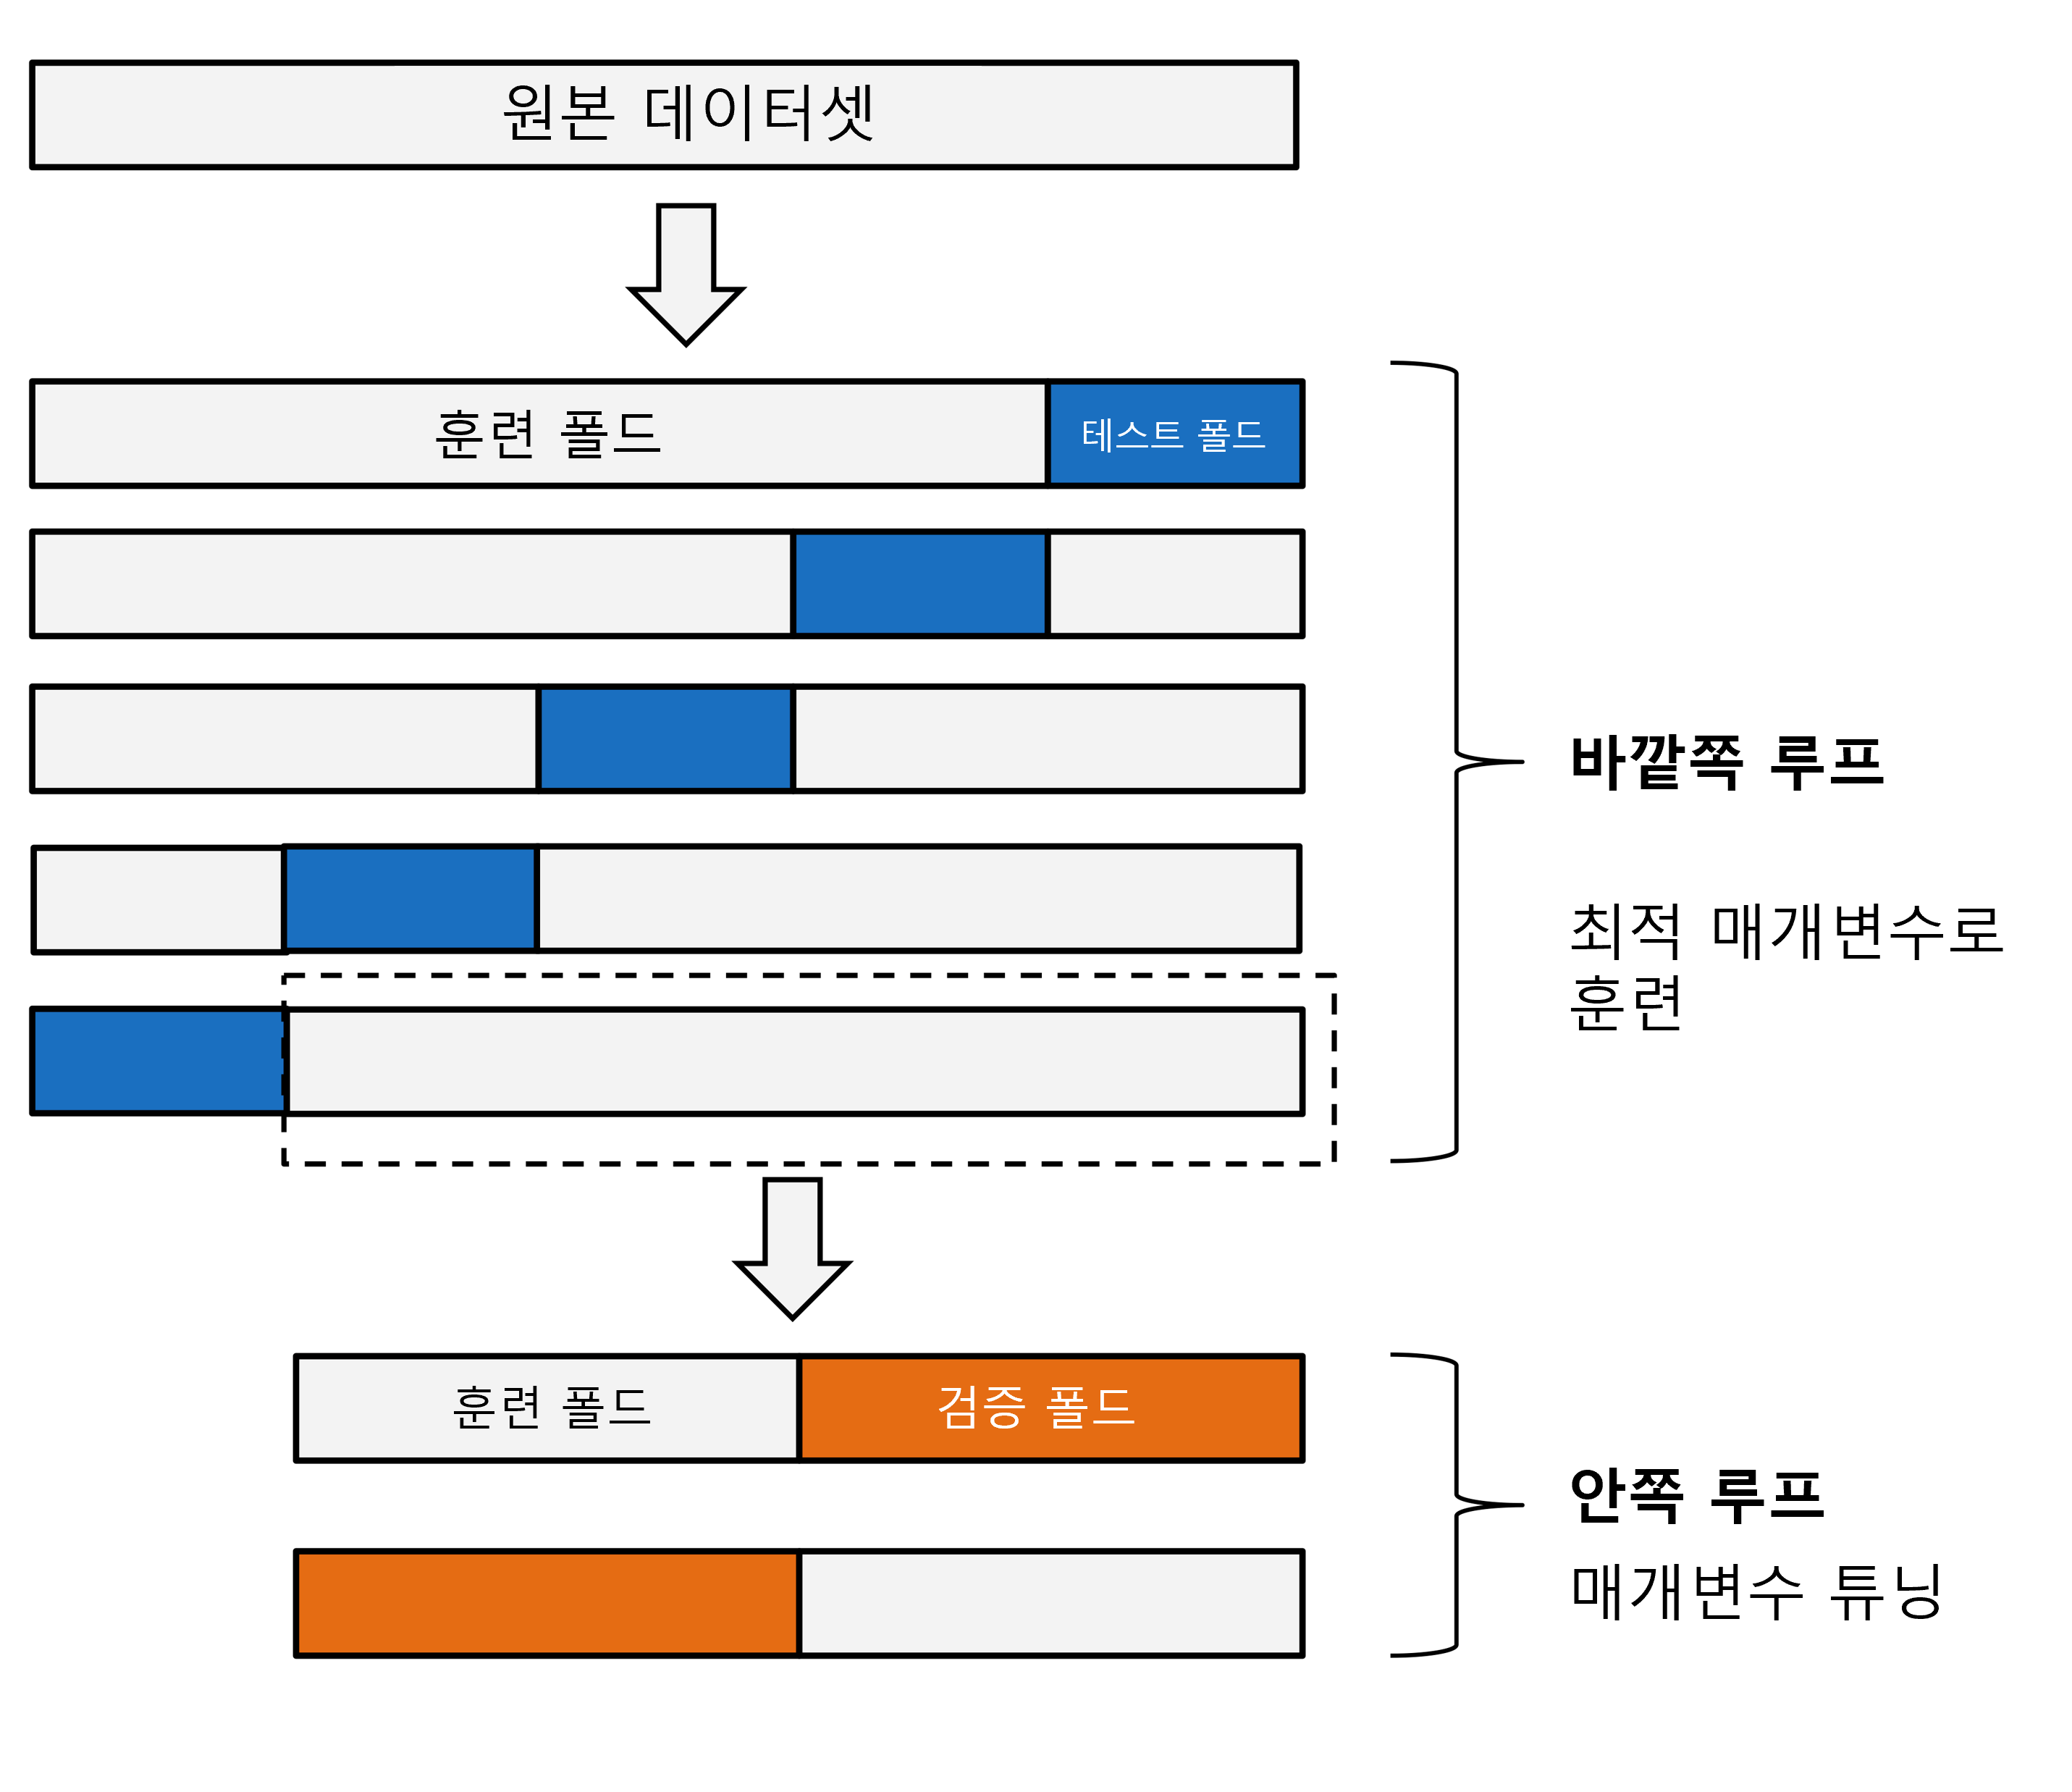 원본 데이터셋
훈련 폴드
테스트 폴드
바깥쪽 루프
최적 매개변수로
훈련
훈련 폴드
검증 폴드
안쪽 루프
매개변수 튜닝